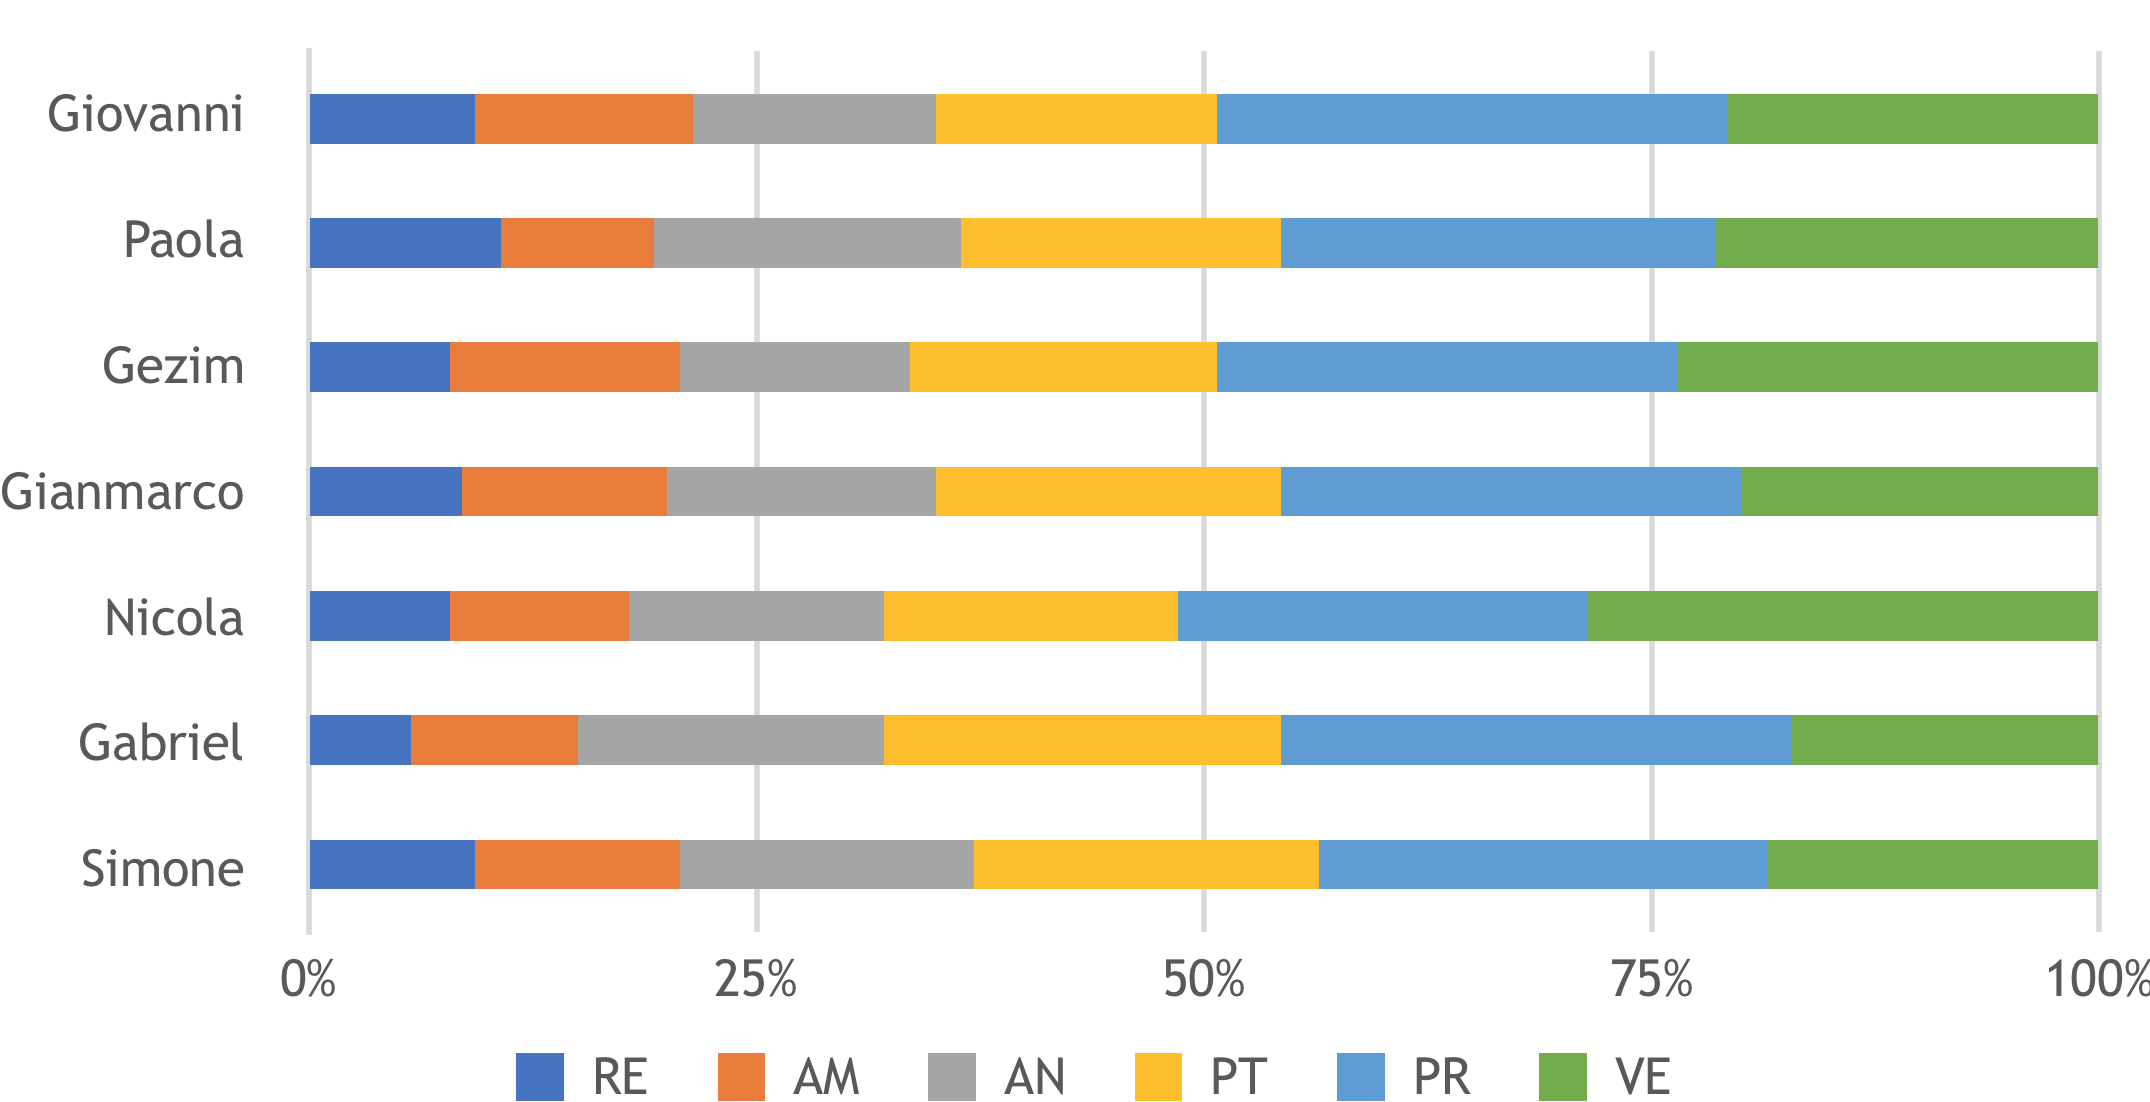 Giovanni
Paola
Gezim
Gianmarco
Nicola
Gabriel
Simone
0% 25% 50% 75% 100%
RE AM AN PT PR VE